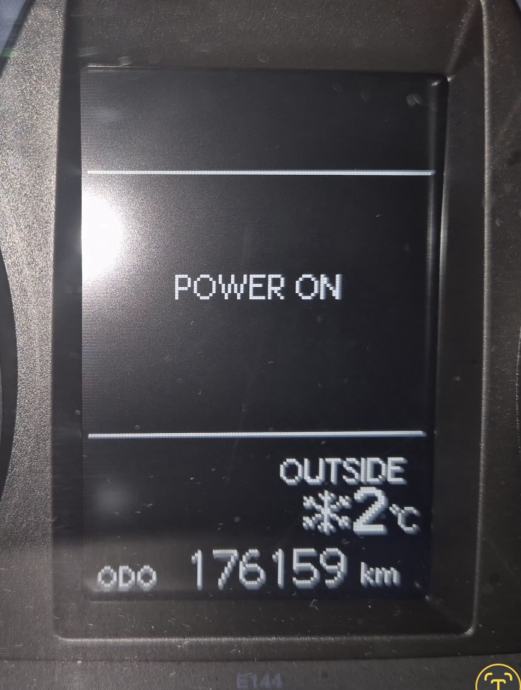 POWER ON
OUTSIDE
2°C
ODO 176159 km
E144